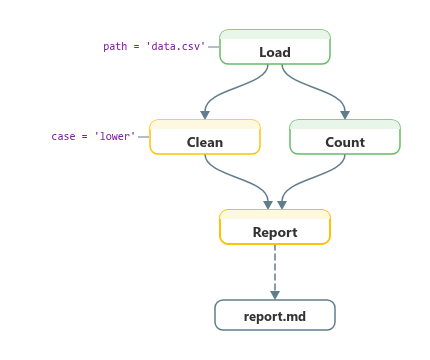 path = 'data.csv'
Load
case = 'lower'
Clean
Count
Report
report.md